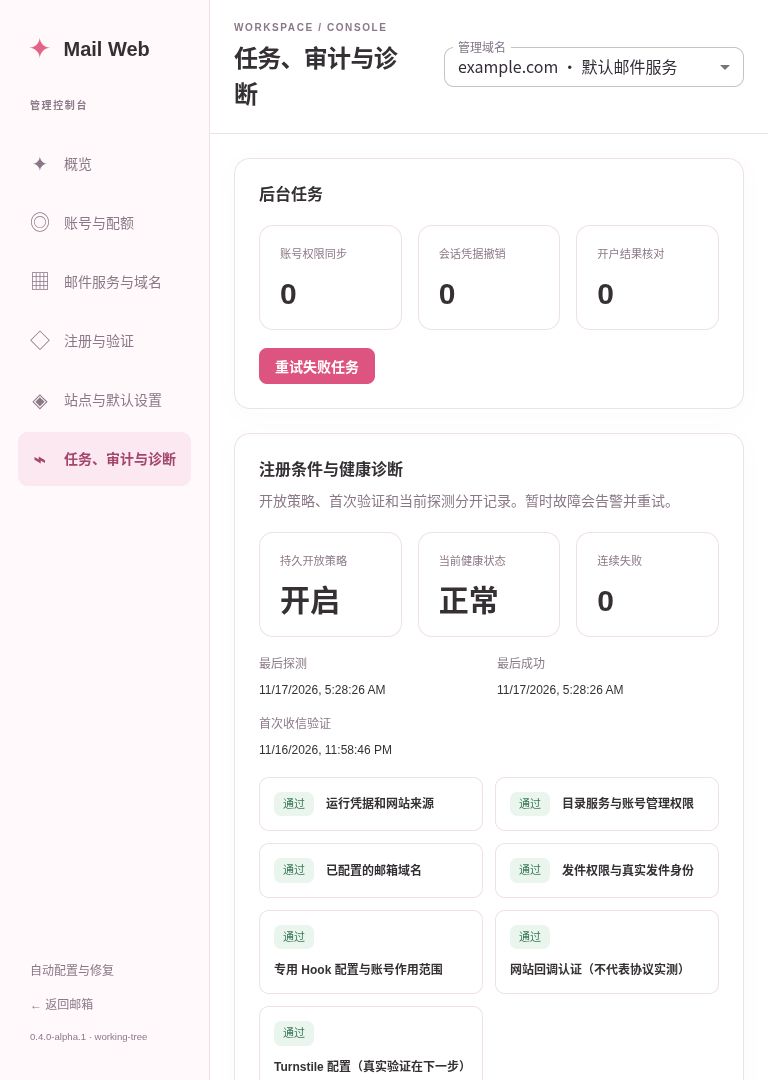 Mail Web
管理控制台
概览
账号与配额
邮件服务与域名
注册与验证
站点与默认设置
任务、审计与诊断
自动配置与修复
← 返回邮箱
0.4.0-alpha.1 · working-tree
WORKSPACE / CONSOLE
任务、审计与诊
断
管理域名
example.com · 默认邮件服务
后台任务
账号权限同步
0
会话凭据撤销
0
开户结果核对
0
重试失败任务
注册条件与健康诊断
开放策略、首次验证和当前探测分开记录。暂时故障会告警并重试。
持久开放策略
开启
当前健康状态
正常
连续失败
0
最后探测
11/17/2026, 5:28:26 AM
最后成功
11/17/2026, 5:28:26 AM
首次收信验证
11/16/2026, 11:58:46 PM
通过 运行凭据和网站来源
通过 目录服务与账号管理权限
通过 已配置的邮箱域名
通过 发件权限与真实发件身份
通过
专用 Hook 配置与账号作用范围
通过
网站回调认证（不代表协议实测）
通过
Turnstile 配置（真实验证在下一步）